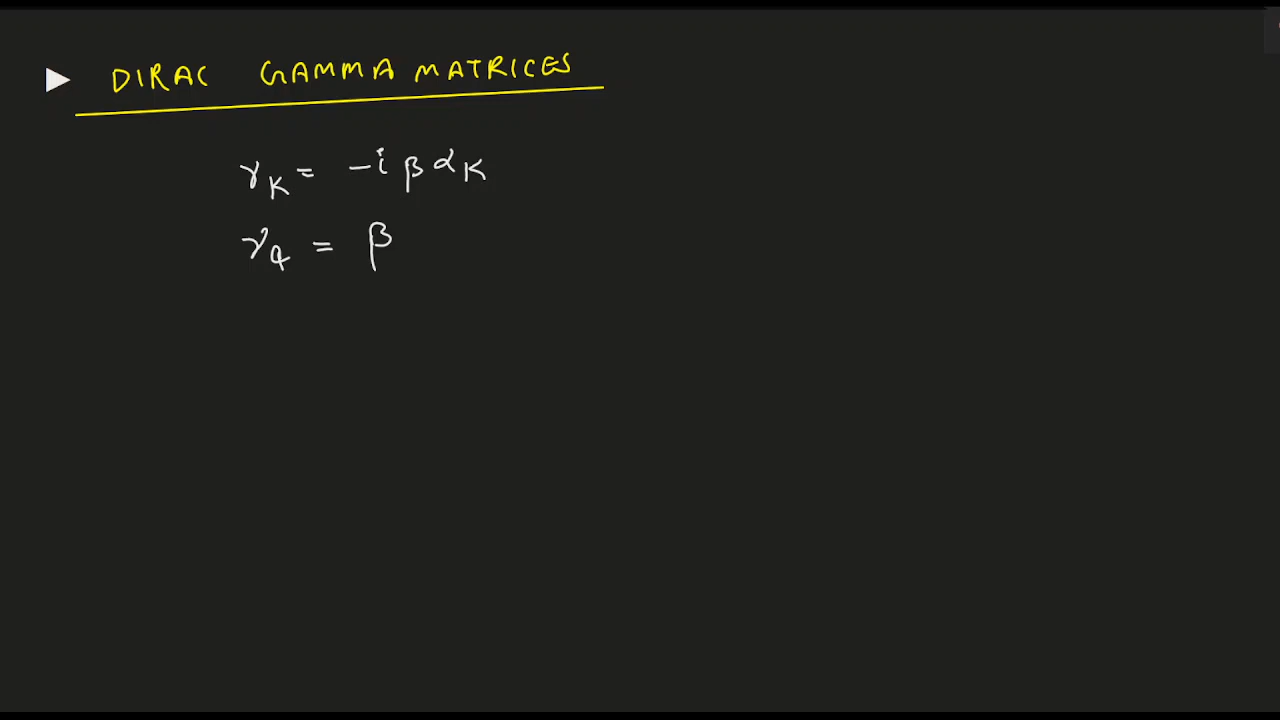 DIRAC GAMMA MATRICES
γ_K = -i β α_K
γ_4 = β